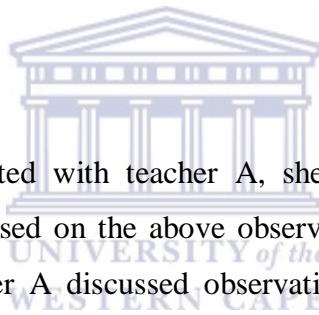 ted with teacher A, she
sed on the above observ
UNIVERSITY of the
er A discussed observati
WESTERN CAPE